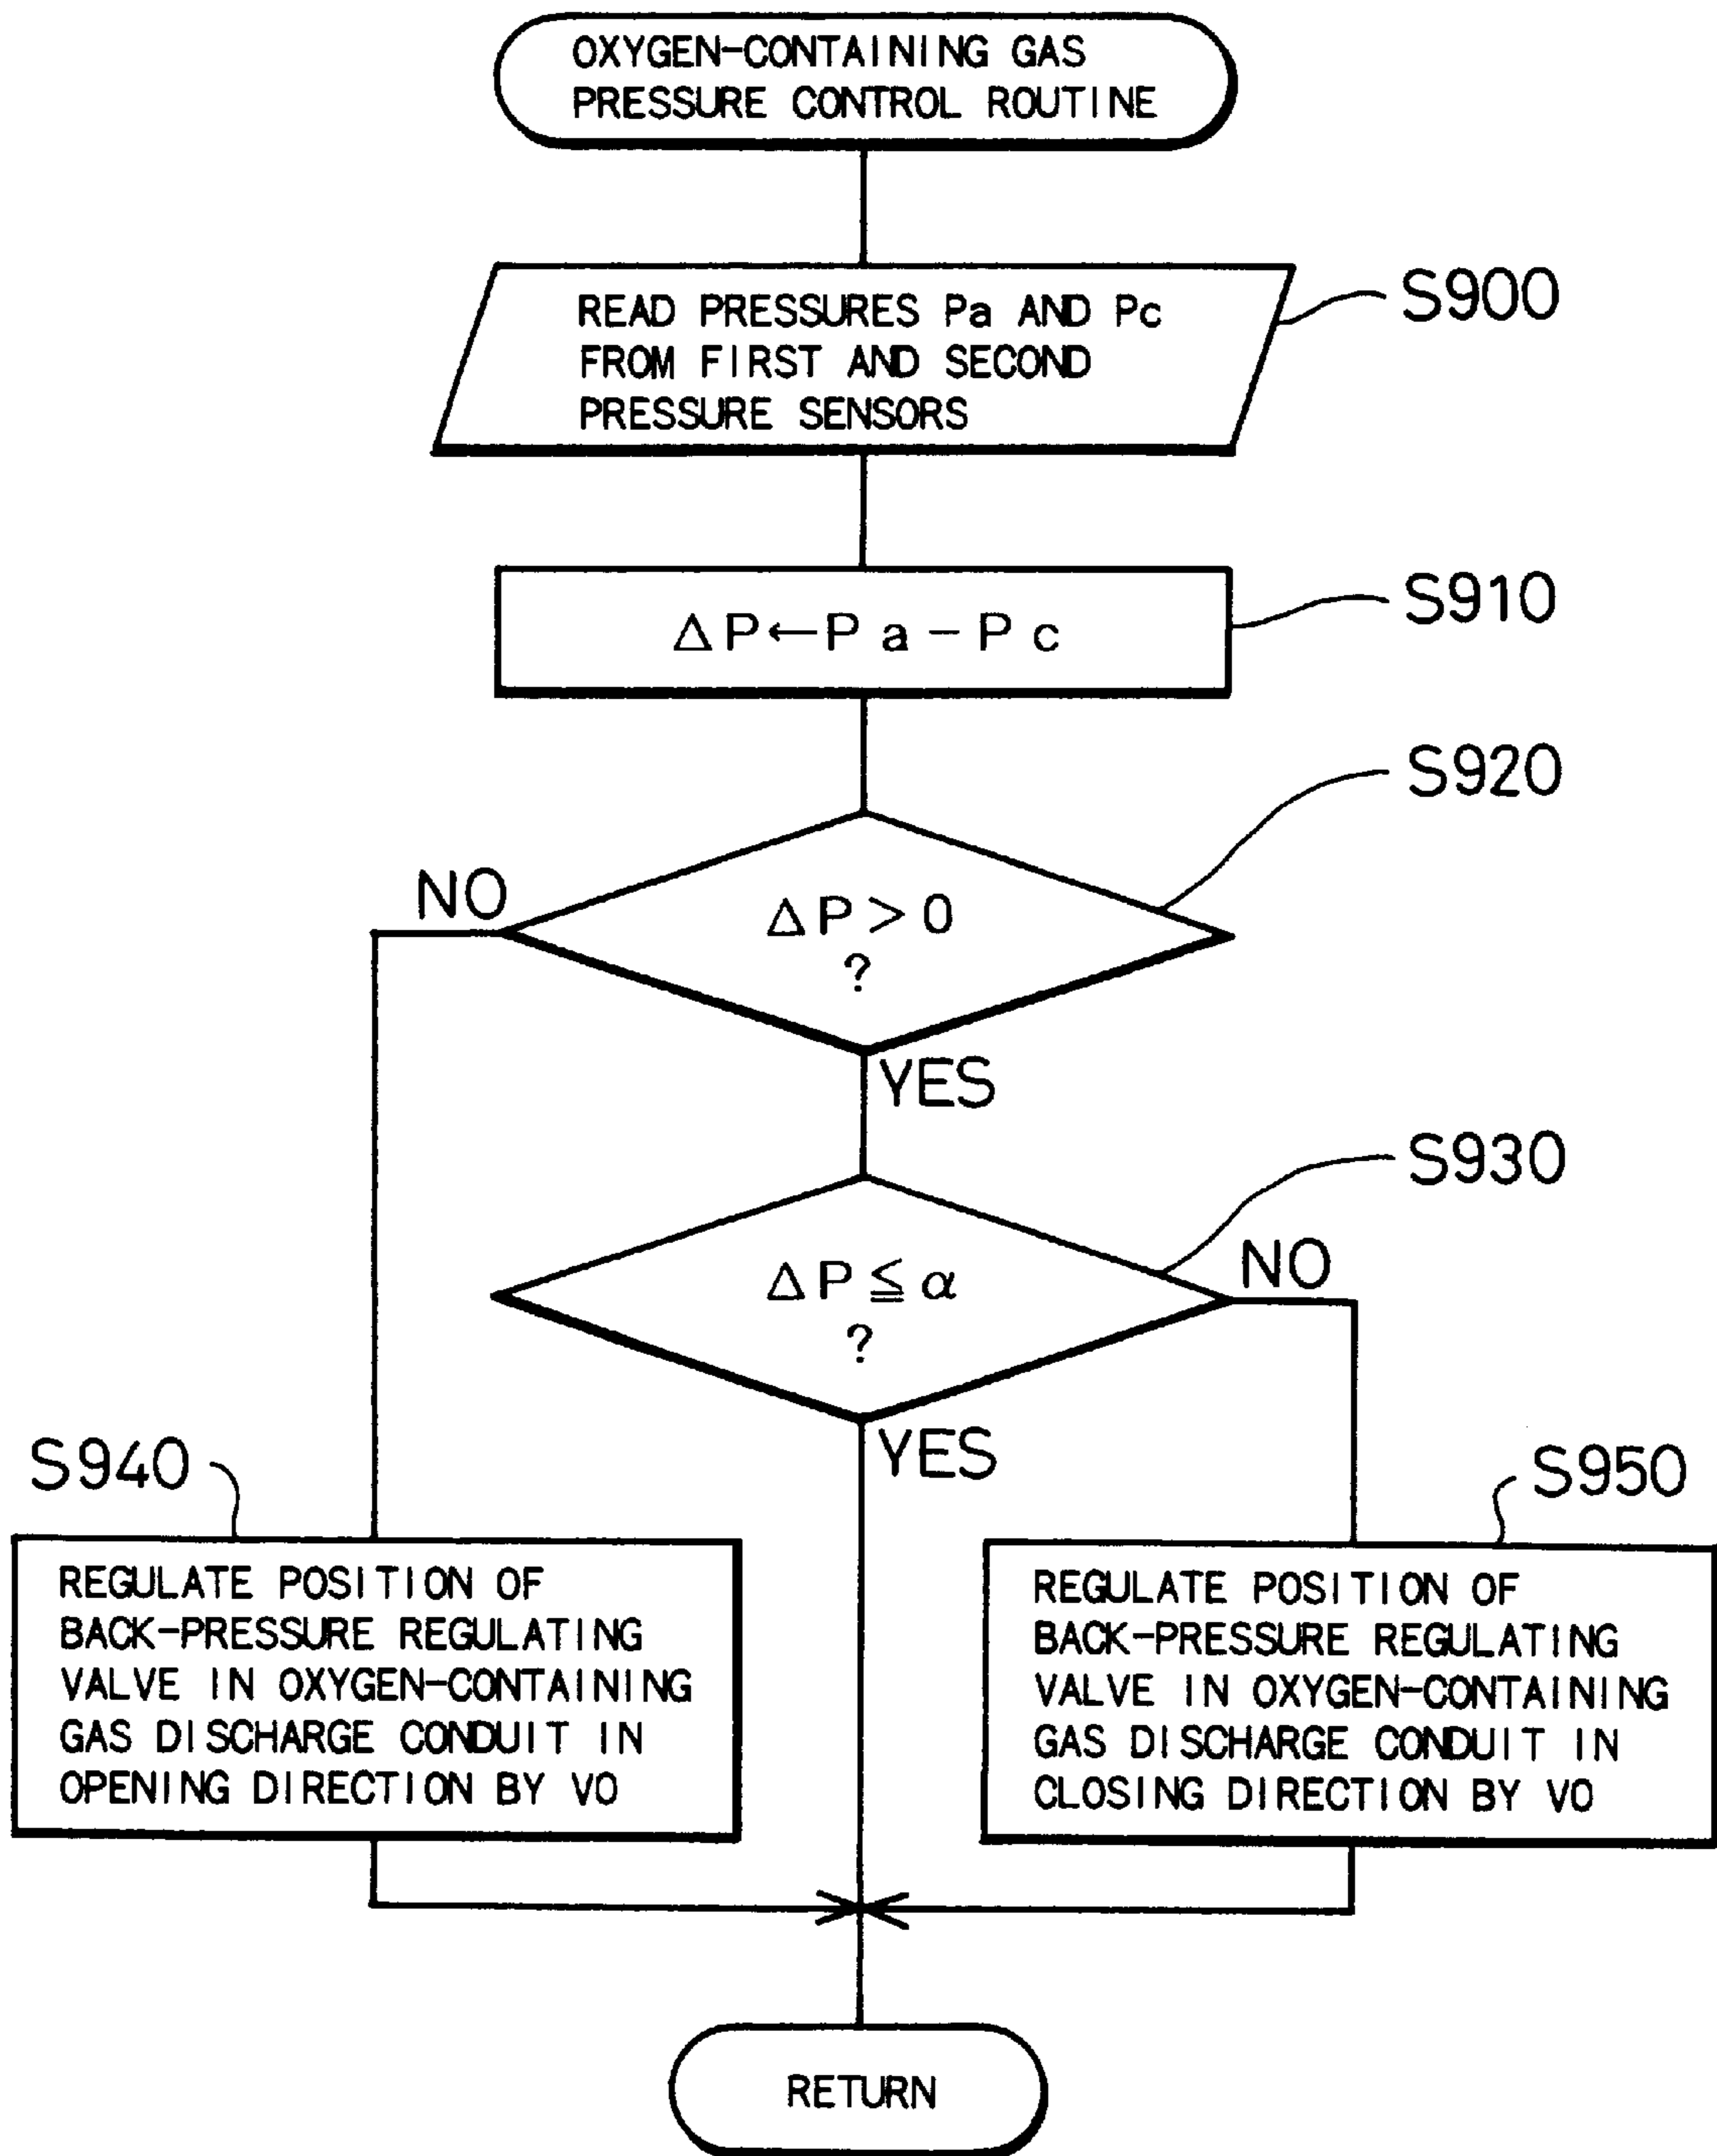 OXYGEN-CONTAINING GAS
PRESSURE CONTROL ROUTINE
READ PRESSURES Pa AND Pc
FROM FIRST AND SECOND
PRESSURE SENSORS
S900
ΔP←Pa−Pc
S910
S920
NO
ΔP>0
?
YES
S930
ΔP≦α
?
NO
YES
S940
S950
REGULATE POSITION OF
BACK-PRESSURE REGULATING
VALVE IN OXYGEN-CONTAINING
GAS DISCHARGE CONDUIT IN
OPENING DIRECTION BY V0
REGULATE POSITION OF
BACK-PRESSURE REGULATING
VALVE IN OXYGEN-CONTAINING
GAS DISCHARGE CONDUIT IN
CLOSING DIRECTION BY V0
RETURN